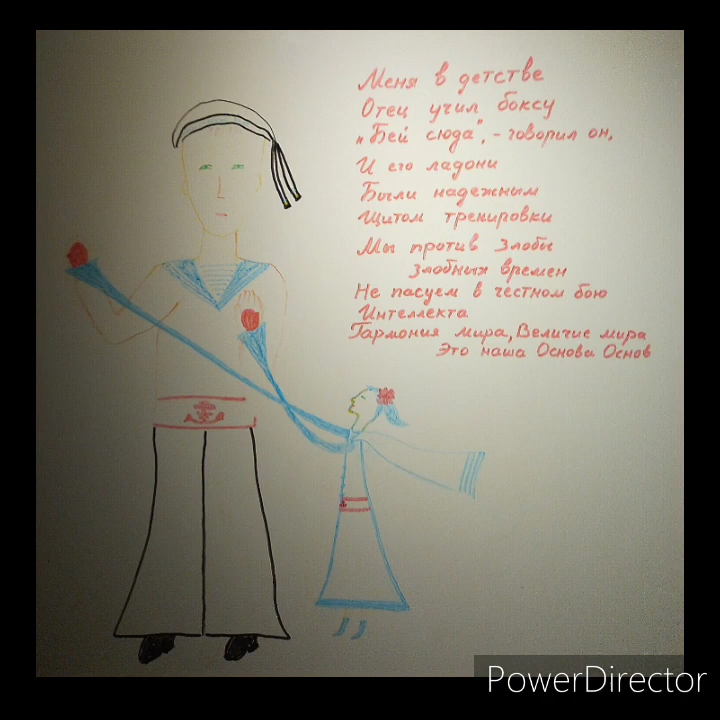 Меня в детстве
Отец учил боксу
„Бей сюда", - говорил он,
И его ладони
Были надежным
Щитом тренировки
Мы против Злобы
злобных времен
Не пасуем в честном бою
Интеллекта
Гармония мира, Величие мира
Это наша Основа Основ
PowerDirector